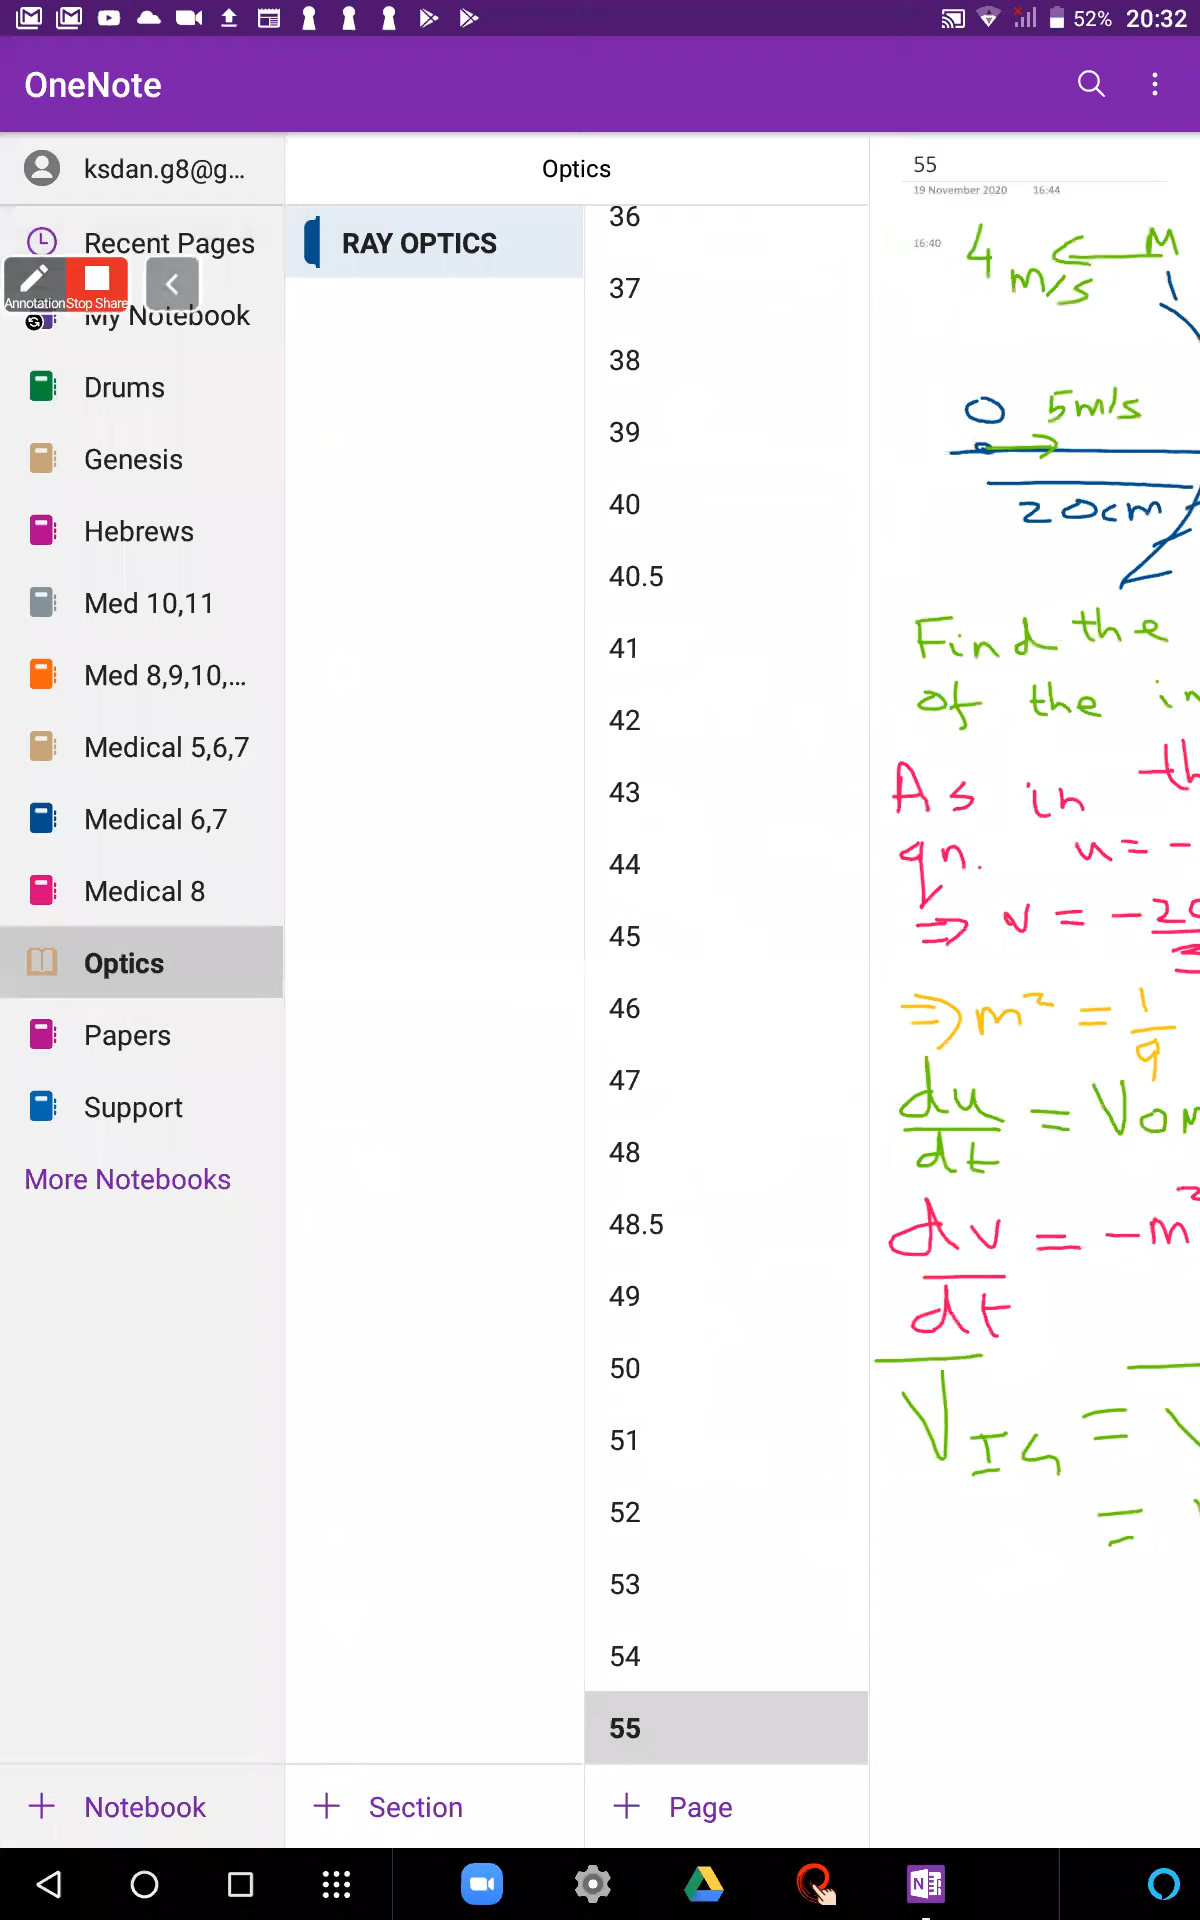 52% 20:32
OneNote
ksdan.g8@g...
Recent Pages
Annotation Stop Share
My Notebook
Drums
Genesis
Hebrews
Med 10,11
Med 8,9,10,...
Medical 5,6,7
Medical 6,7
Medical 8
Optics
Papers
Support
More Notebooks
Notebook
RAY OPTICS
Section
Optics
36
37
38
39
40
40.5
41
42
43
44
45
46
47
48
48.5
49
50
51
52
53
54
55
Page
55
19 November 2020 16:44
16:40
4 m/s M
O 5m/s
20cm
Find the
of the
As in
qn. u = -
⇒ v = -20
⇒ m² = 1/9
du/dt = V
dv/dt = -m²
V IG =
=